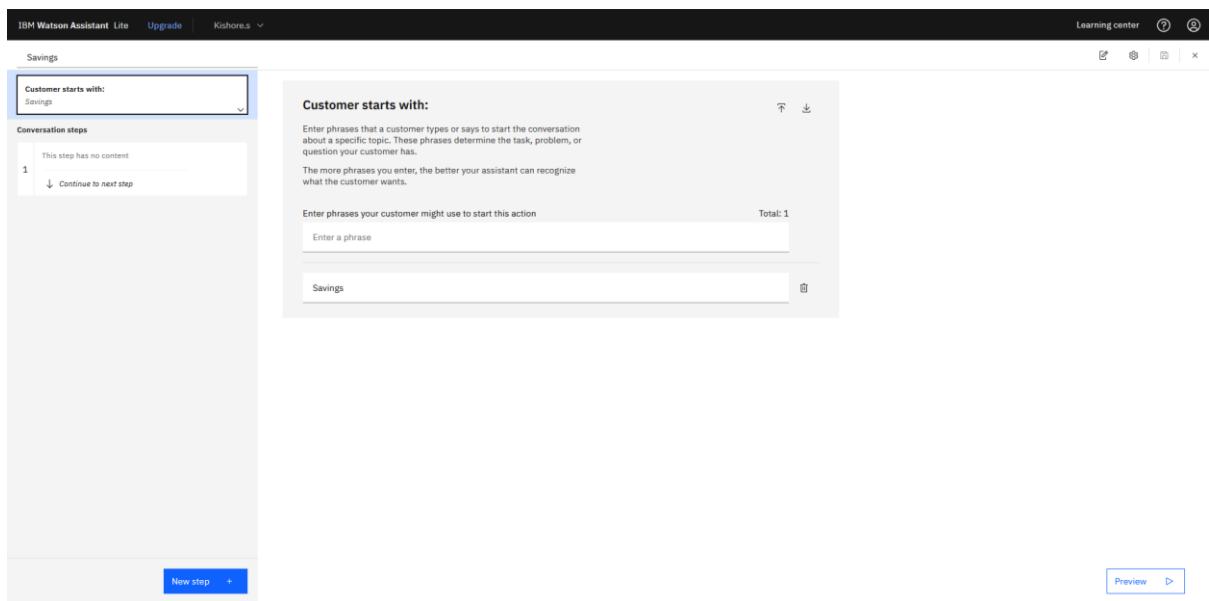 IBM Watson Assistant Lite Upgrade Kishore.s Learning center
Savings
Customer starts with:
Savings
Conversation steps
This step has no content
1
Continue to next step
New step +
Customer starts with:
Enter phrases that a customer types or says to start the conversation
about a specific topic. These phrases determine the task, problem, or
question your customer has.
The more phrases you enter, the better your assistant can recognize
what the customer wants.
Enter phrases your customer might use to start this action Total: 1
Enter a phrase
Savings
Preview